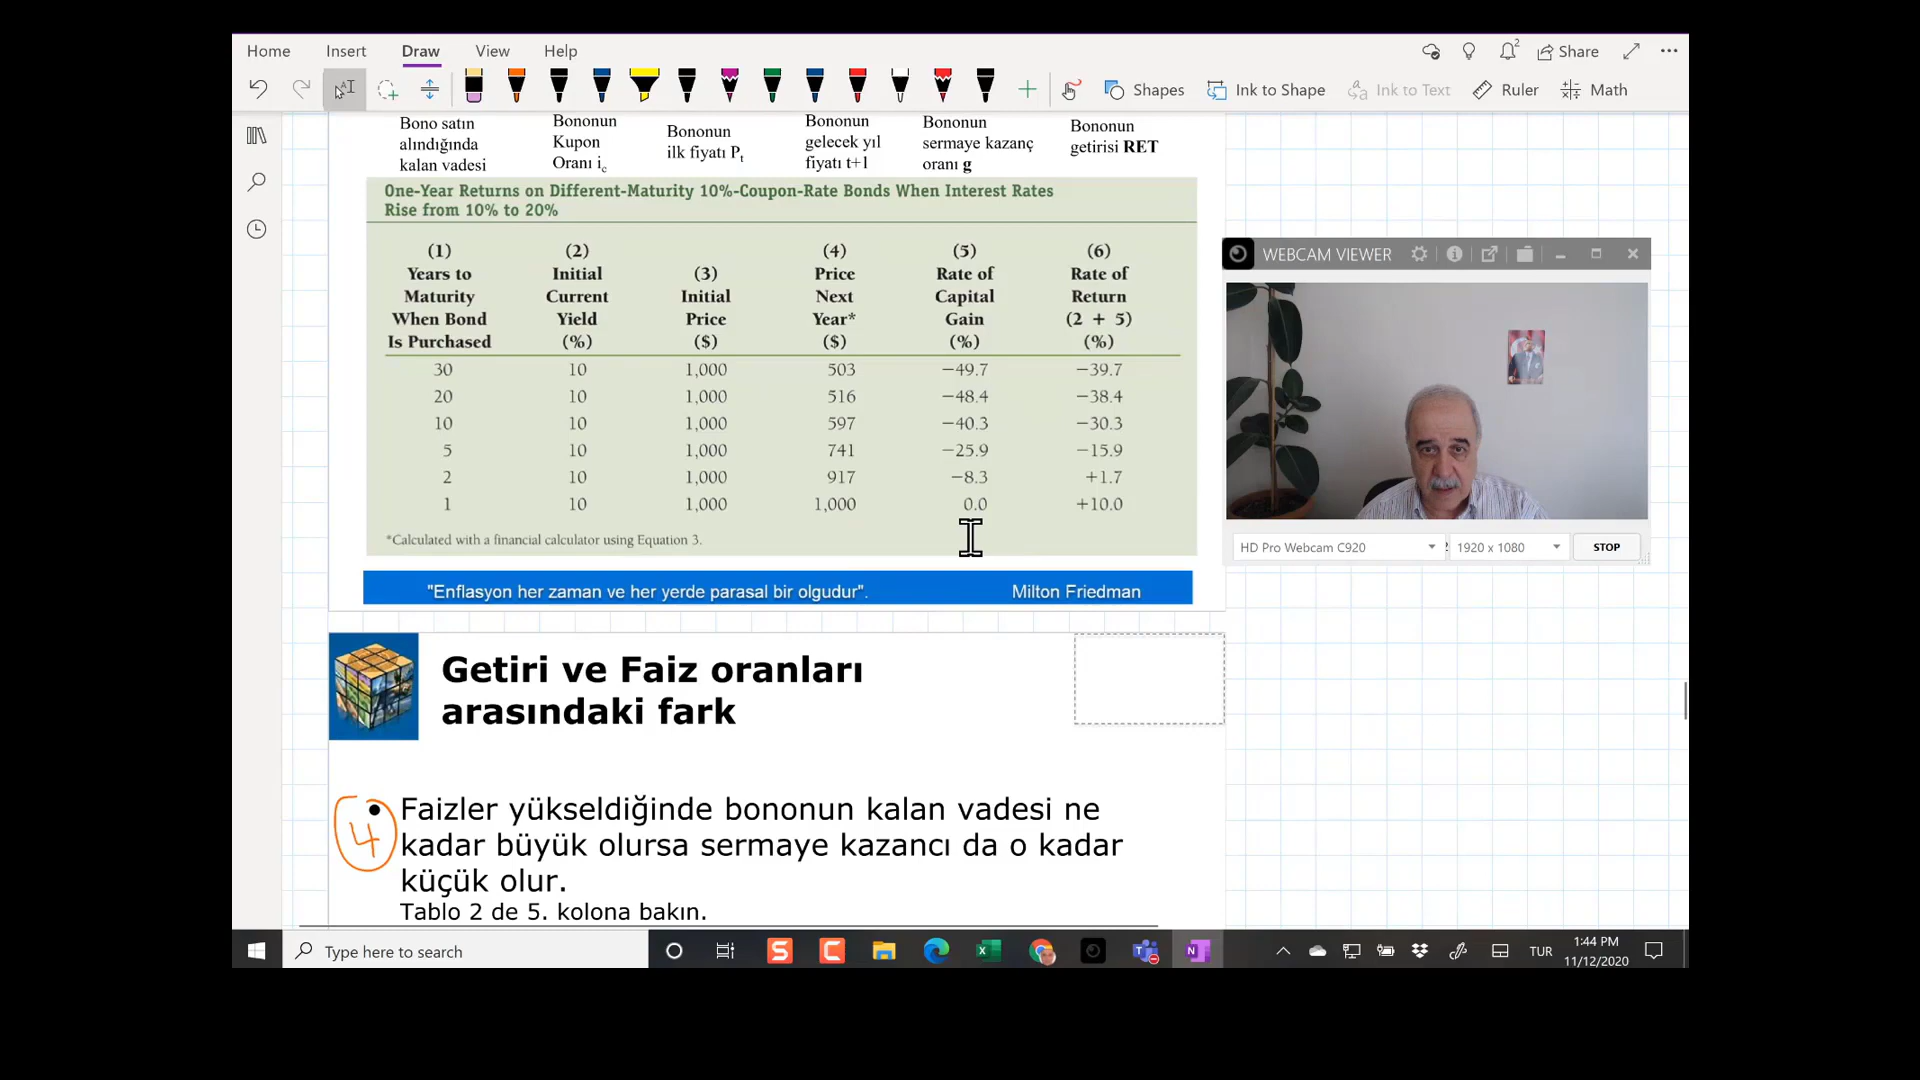 Home Insert Draw View Help
2
Share
Shapes Ink to Shape Ink to Text Ruler Math
Bono satın
alındığında
kalan vadesi
Bononun
Kupon
Oranı ic
Bononun
ilk fiyatı Pt
Bononun
gelecek yıl
fiyatı t+1
Bononun
sermaye kazanç
oranı g
Bononun
getirisi RET
One-Year Returns on Different-Maturity 10%-Coupon-Rate Bonds When Interest Rates
Rise from 10% to 20%
(1)
Years to
Maturity
When Bond
Is Purchased
(2)
Initial
Current
Yield
(%)
(3)
Initial
Price
($)
(4)
Price
Next
Year*
($)
(5)
Rate of
Capital
Gain
(%)
(6)
Rate of
Return
(2 + 5)
(%)
30 10 1,000 503 −49.7 −39.7
20 10 1,000 516 −48.4 −38.4
10 10 1,000 597 −40.3 −30.3
5 10 1,000 741 −25.9 −15.9
2 10 1,000 917 −8.3 +1.7
1 10 1,000 1,000 0.0 +10.0
*Calculated with a financial calculator using Equation 3.
"Enflasyon her zaman ve her yerde parasal bir olgudur". Milton Friedman
WEBCAM VIEWER
HD Pro Webcam C920 1920 x 1080 STOP
Getiri ve Faiz oranları
arasındaki fark
4
• Faizler yükseldiğinde bononun kalan vadesi ne
kadar büyük olursa sermaye kazancı da o kadar
küçük olur.
Tablo 2 de 5. kolona bakın.
Type here to search
TUR
1:44 PM
11/12/2020